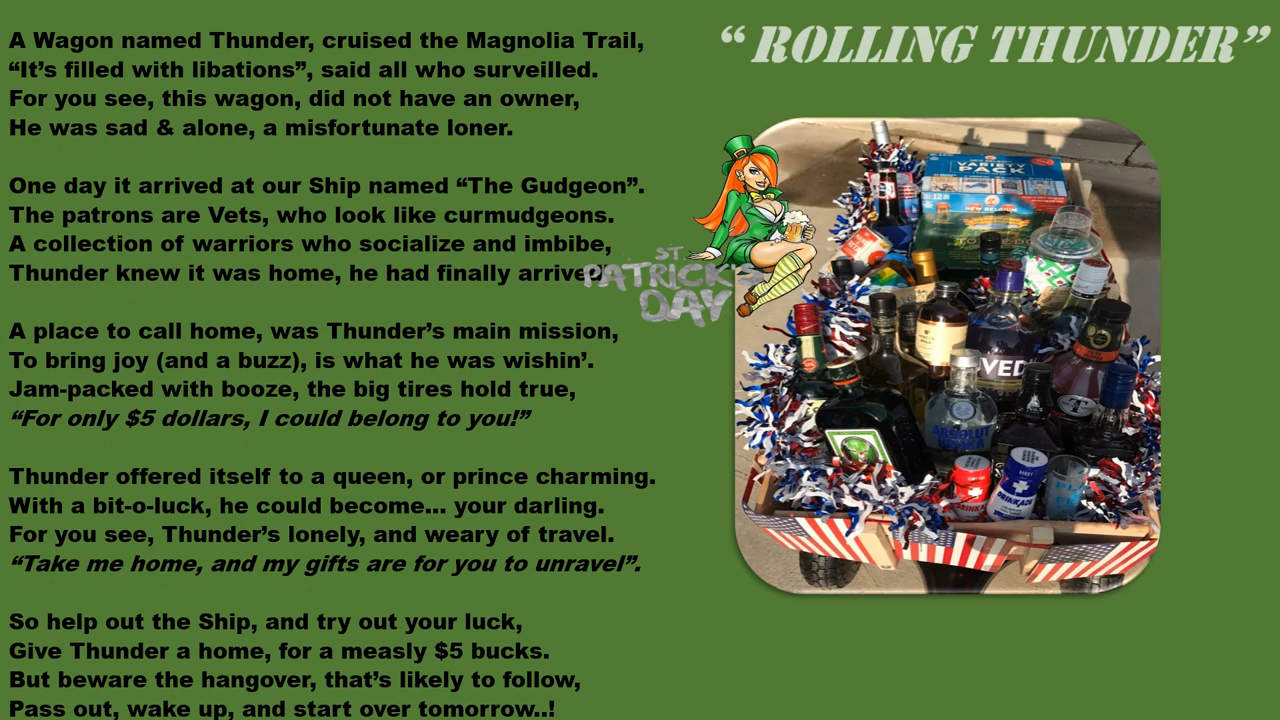 “ ROLLING THUNDER”
A Wagon named Thunder, cruised the Magnolia Trail,
“It’s filled with libations”, said all who surveilled.
For you see, this wagon, did not have an owner,
He was sad & alone, a misfortunate loner.
One day it arrived at our Ship named “The Gudgeon”.
The patrons are Vets, who look like curmudgeons.
A collection of warriors who socialize and imbibe,
Thunder knew it was home, he had finally arrived.
A place to call home, was Thunder’s main mission,
To bring joy (and a buzz), is what he was wishin’.
Jam-packed with booze, the big tires hold true,
“For only $5 dollars, I could belong to you!”
Thunder offered itself to a queen, or prince charming.
With a bit-o-luck, he could become... your darling.
For you see, Thunder’s lonely, and weary of travel.
“Take me home, and my gifts are for you to unravel”.
So help out the Ship, and try out your luck,
Give Thunder a home, for a measly $5 bucks.
But beware the hangover, that’s likely to follow,
Pass out, wake up, and start over tomorrow..!
ST.
PATRICK'S
DAY
VARIETY
PACK
NEW BELGIUM
VED
ABSOLUT
DRINKADE